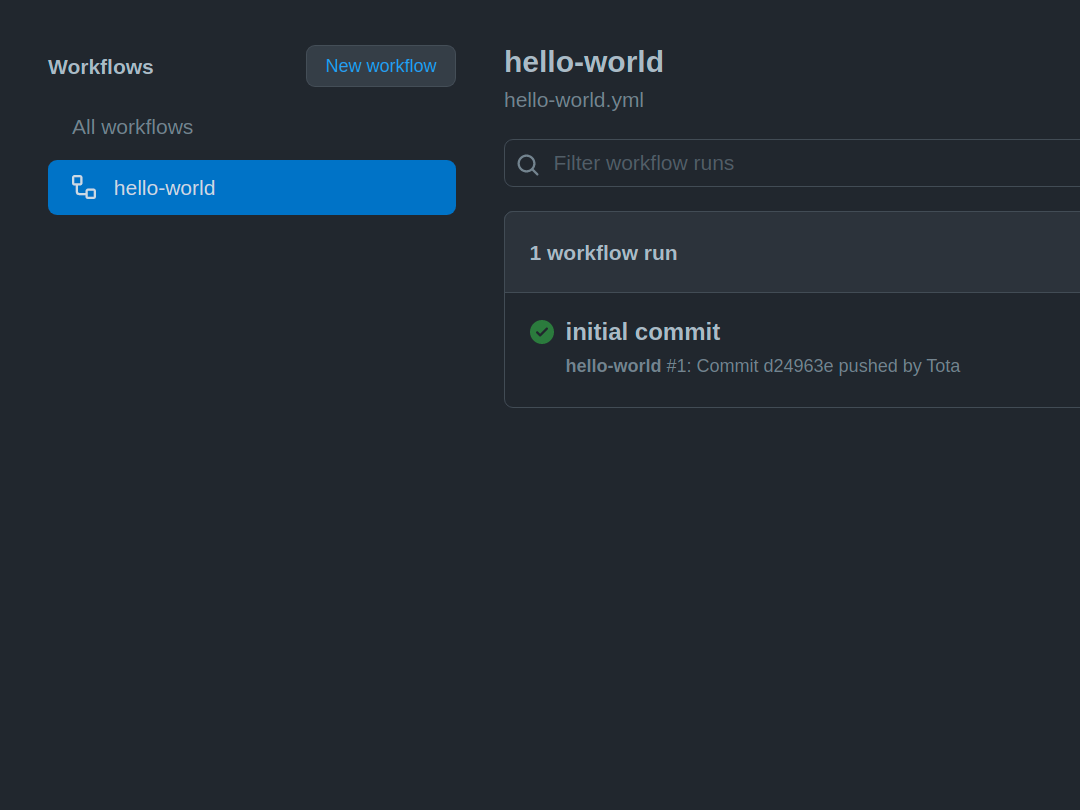 Workflows
New workflow
All workflows
hello-world
hello-world
hello-world.yml
Filter workflow runs
1 workflow run
initial commit
hello-world #1: Commit d24963e pushed by Tota